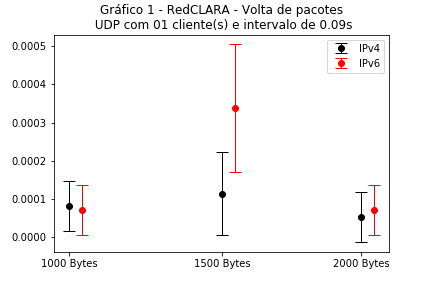 Gráfico 1 - RedCLARA - Volta de pacotes
UDP com 01 cliente(s) e intervalo de 0.09s
IPv4
IPv6
0.0005
0.0004
0.0003
0.0002
0.0001
0.0000
1000 Bytes
1500 Bytes
2000 Bytes